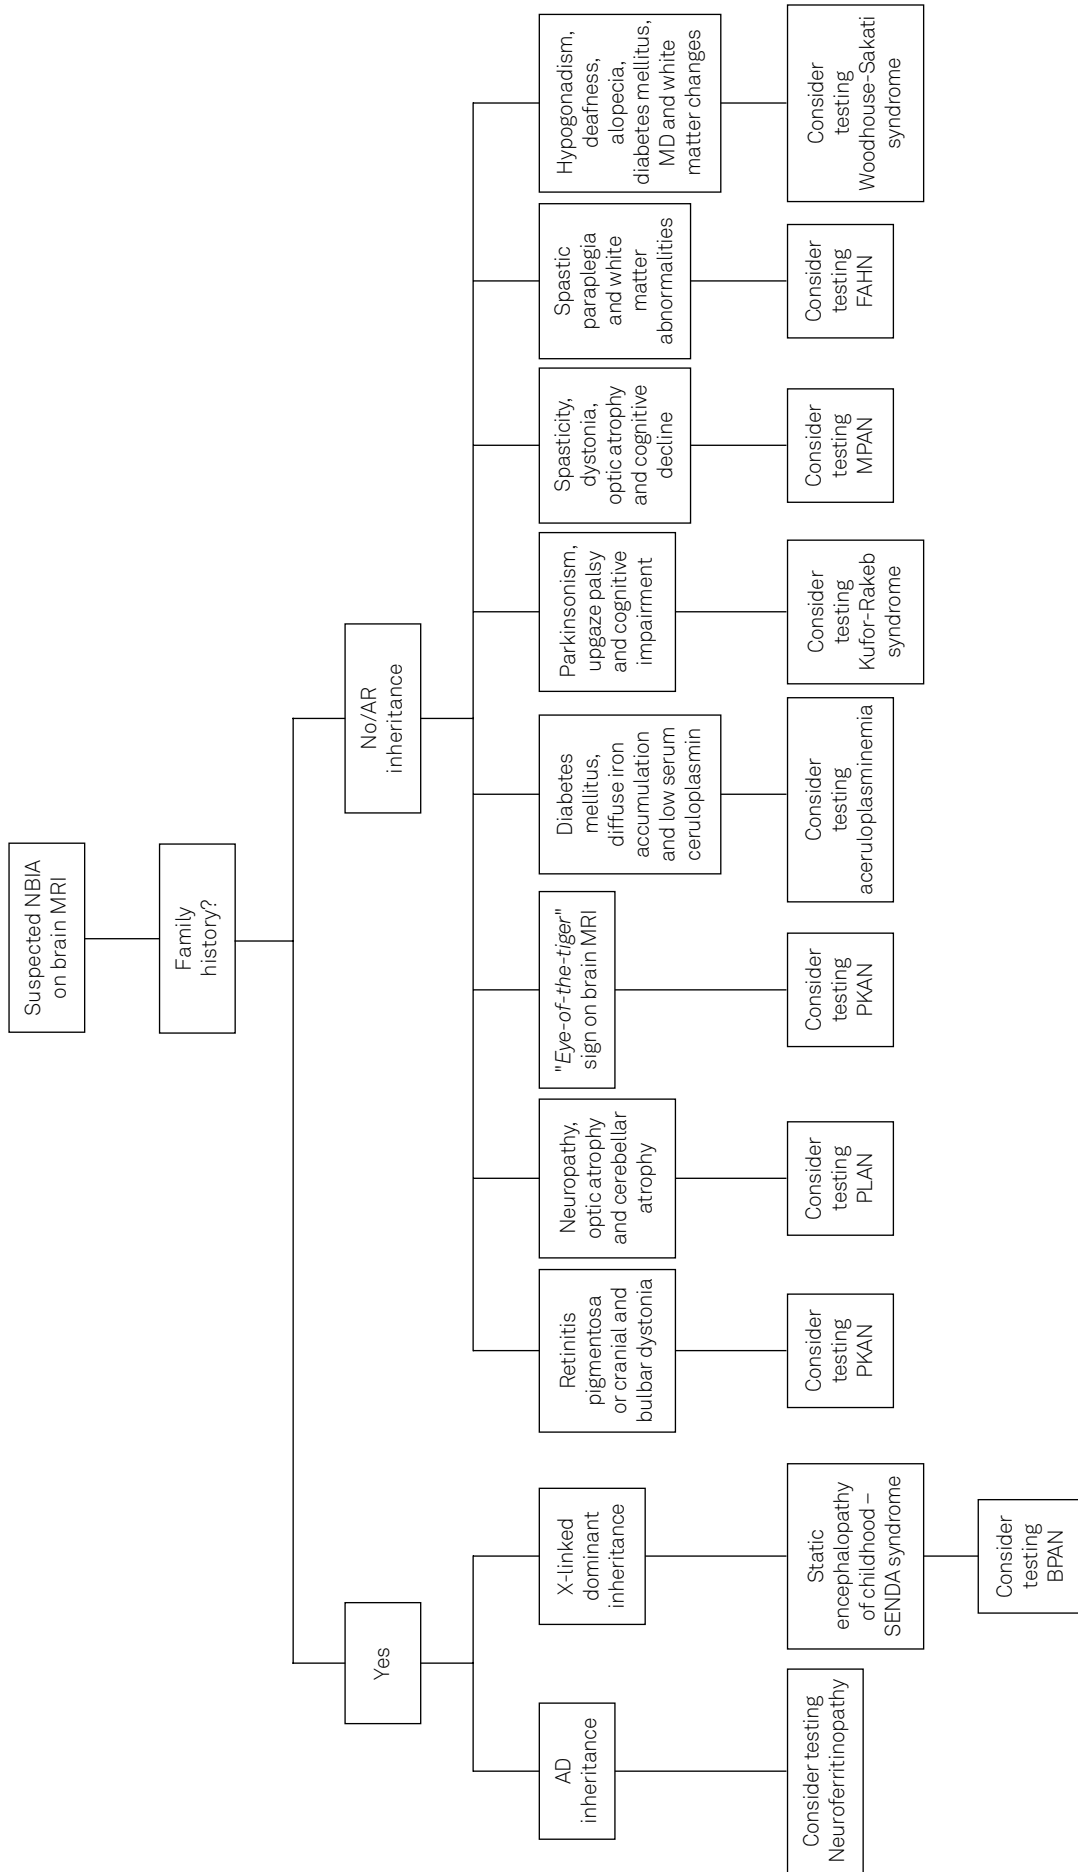 Suspected NBIA
on brain MRI
Family
history?
Yes
No/AR
inheritance
AD
inheritance
X-linked
dominant
inheritance
Retinitis
pigmentosa
or cranial and
bulbar dystonia
Neuropathy,
optic atrophy
and cerebellar
atrophy
"Eye-of-the-tiger"
sign on brain MRI
Diabetes
mellitus,
diffuse iron
accumulation
and low serum
ceruloplasmin
Parkinsonism,
upgaze palsy
and cognitive
impairment
Spasticity,
dystonia,
optic atrophy
and cognitive
decline
Spastic
paraplegia
and white
matter
abnormalities
Hypogonadism,
deafness,
alopecia,
diabetes mellitus,
MD and white
matter changes
Consider testing
Neuroferritinopathy
Static
encephalopathy
of childhood –
SENDA syndrome
Consider
testing
PKAN
Consider
testing
PLAN
Consider
testing
PKAN
Consider
testing
aceruloplasminemia
Consider
testing
Kufor-Rakeb
syndrome
Consider
testing
MPAN
Consider
testing
FAHN
Consider
testing
Woodhouse-Sakati
syndrome
Consider
testing
BPAN